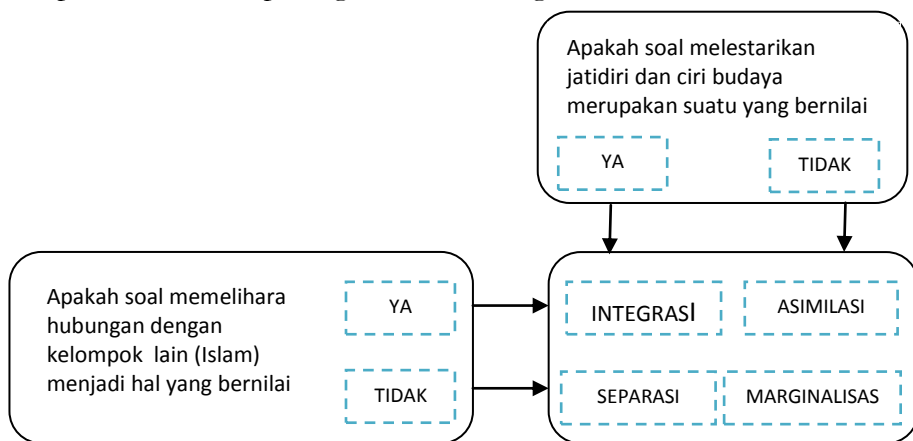 Apakah soal melestarikan
jatidiri dan ciri budaya
merupakan suatu yang bernilai
YA
TIDAK
Apakah soal memelihara
hubungan dengan
kelompok lain (Islam)
menjadi hal yang bernilai
YA
TIDAK
INTEGRASI
ASIMILASI
SEPARASI
MARGINALISAS